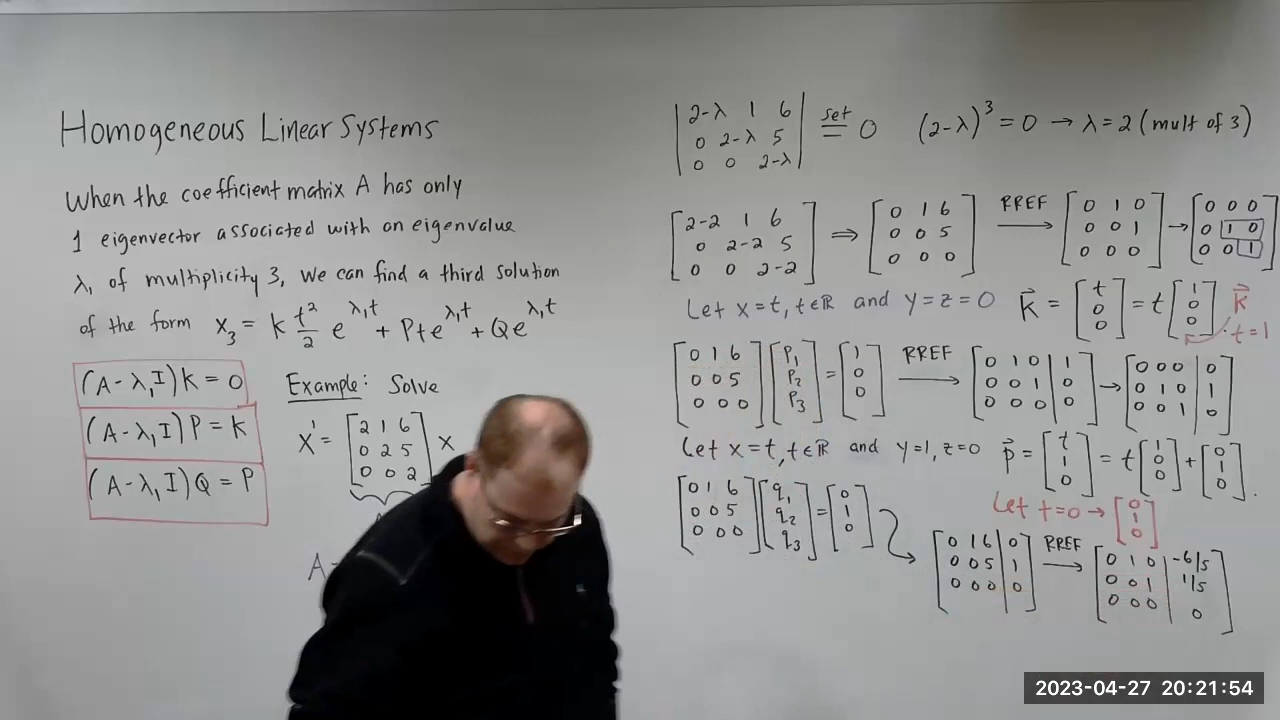 Homogeneous Linear Systems
When the coefficient matrix A has only
1 eigenvector associated with an eigenvalue
λ₁ of multiplicity 3, we can find a third solution
of the form X₃ = K t²/2 e^λ₁t + Pte^λ₁t + Qe^λ₁t
(A-λ₁I)K = 0
(A-λ₁I)P = K
(A-λ₁I)Q = P
Example: Solve
X' = [2 1 6; 0 2 5; 0 0 2] X
A-
|2-λ 1 6; 0 2-λ 5; 0 0 2-λ| set = 0 (2-λ)³ = 0 → λ = 2 (mult of 3)
[2-2 1 6; 0 2-2 5; 0 0 2-2] ⇒ [0 1 6; 0 0 5; 0 0 0] RREF → [0 1 0; 0 0 1; 0 0 0] → [0 0 0; 0 1 0; 0 0 1]
Let x=t, t∈ℝ and y=z=0 K⃗ = [t; 0; 0] = t[1; 0; 0] K⃗
t=1
[0 1 6; 0 0 5; 0 0 0] [P₁; P₂; P₃] = [1; 0; 0] RREF → [0 1 0 | 1; 0 0 1 | 0; 0 0 0 | 0] → [0 0 0 | 0; 0 1 0 | 1; 0 0 1 | 0]
Let x=t, t∈ℝ and y=1, z=0 p⃗ = [t; 1; 0] = t[1; 0; 0] + [0; 1; 0].
Let t=0 → [0; 1; 0]
[0 1 6; 0 0 5; 0 0 0] [q₁; q₂; q₃] = [0; 1; 0]
[0 1 6 | 0; 0 0 5 | 1; 0 0 0 | 0] RREF → [0 1 0 | -6/5; 0 0 1 | 1/5; 0 0 0 | 0]
2023-04-27 20:21:54